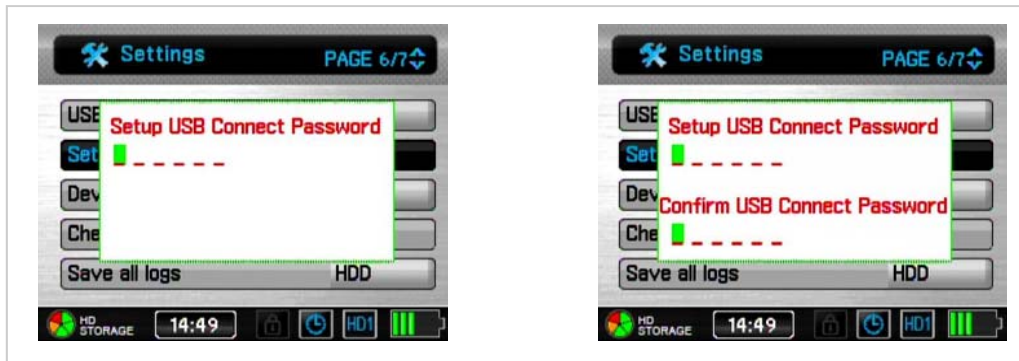 Settings PAGE 6/7
USB
Setup USB Connect Password
Set
Dev
Che
Save all logs HDD
HD STORAGE 14:49 HD1
Settings PAGE 6/7
USB
Setup USB Connect Password
Set
Dev
Confirm USB Connect Password
Che
Save all logs HDD
HD STORAGE 14:49 HD1